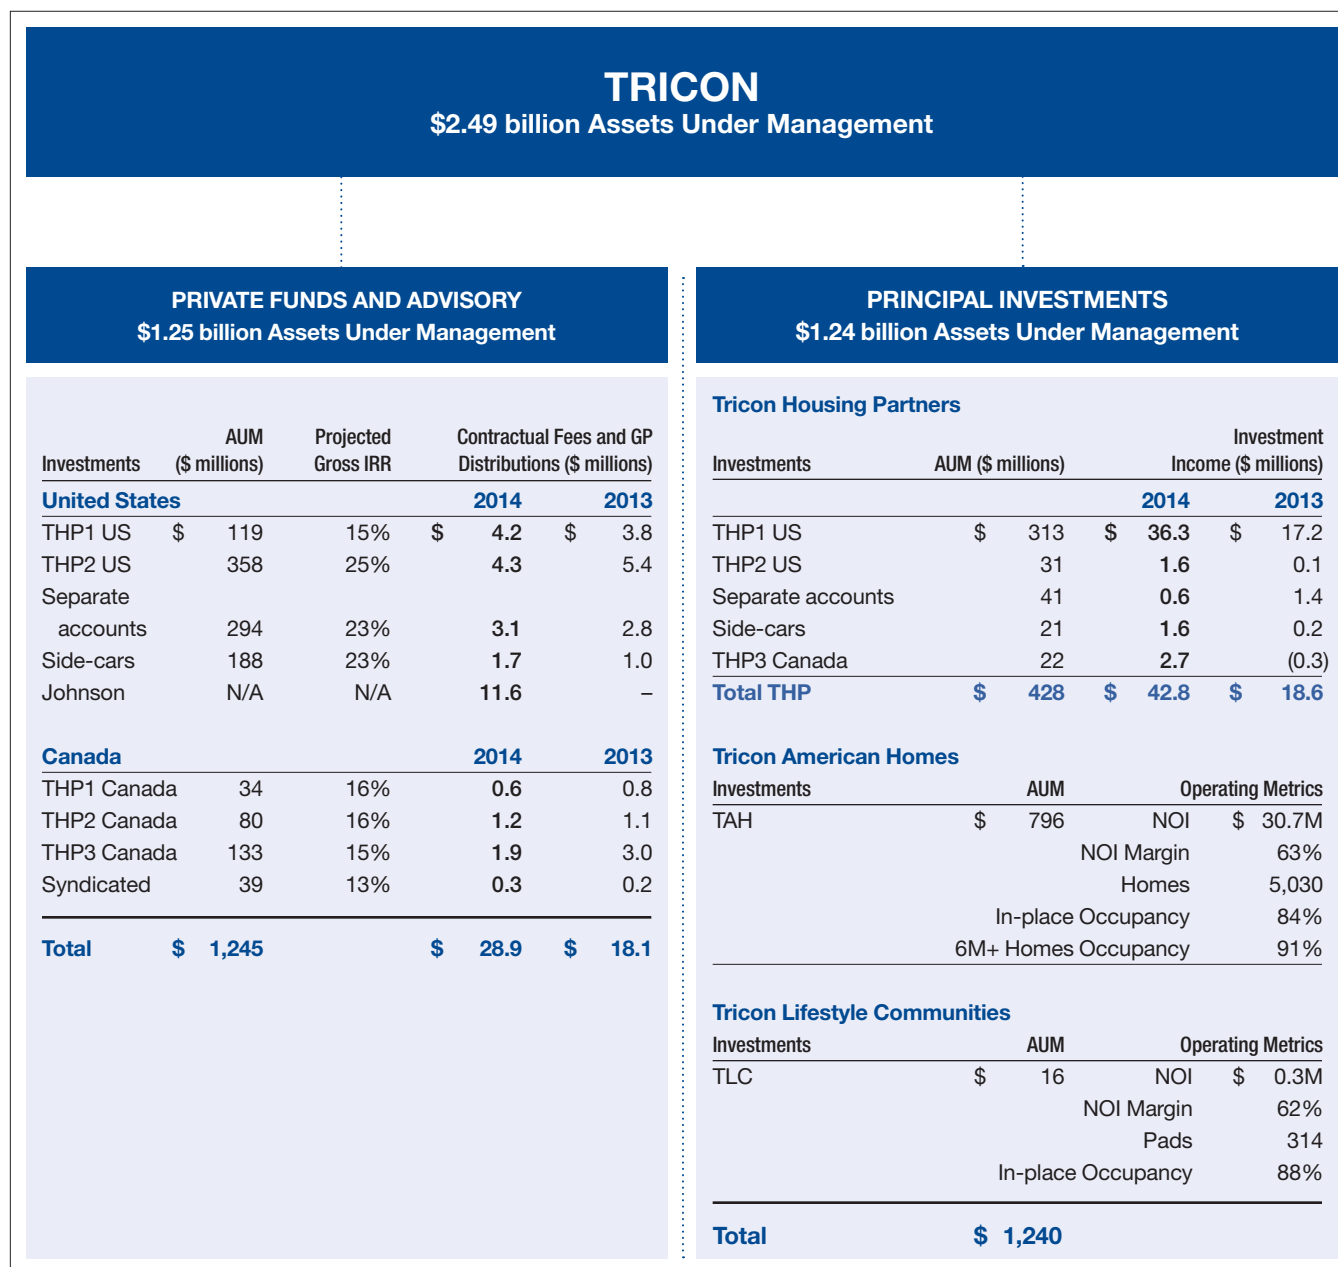 TRICON
$2.49 billion Assets Under Management
PRIVATE FUNDS AND ADVISORY
$1.25 billion Assets Under Management
AUM Projected Contractual Fees and GP
Investments ($ millions) Gross IRR Distributions ($ millions)
United States 2014 2013
THP1 US $ 119 15% $ 4.2 $ 3.8
THP2 US 358 25% 4.3 5.4
Separate
accounts 294 23% 3.1 2.8
Side-cars 188 23% 1.7 1.0
Johnson N/A N/A 11.6 –
Canada 2014 2013
THP1 Canada 34 16% 0.6 0.8
THP2 Canada 80 16% 1.2 1.1
THP3 Canada 133 15% 1.9 3.0
Syndicated 39 13% 0.3 0.2
Total $ 1,245 $ 28.9 $ 18.1
PRINCIPAL INVESTMENTS
$1.24 billion Assets Under Management
Tricon Housing Partners
Investment
Investments AUM ($ millions) Income ($ millions)
2014 2013
THP1 US $ 313 $ 36.3 $ 17.2
THP2 US 31 1.6 0.1
Separate accounts 41 0.6 1.4
Side-cars 21 1.6 0.2
THP3 Canada 22 2.7 (0.3)
Total THP $ 428 $ 42.8 $ 18.6
Tricon American Homes
Investments AUM Operating Metrics
TAH $ 796 NOI $ 30.7M
NOI Margin 63%
Homes 5,030
In-place Occupancy 84%
6M+ Homes Occupancy 91%
Tricon Lifestyle Communities
Investments AUM Operating Metrics
TLC $ 16 NOI $ 0.3M
NOI Margin 62%
Pads 314
In-place Occupancy 88%
Total $ 1,240